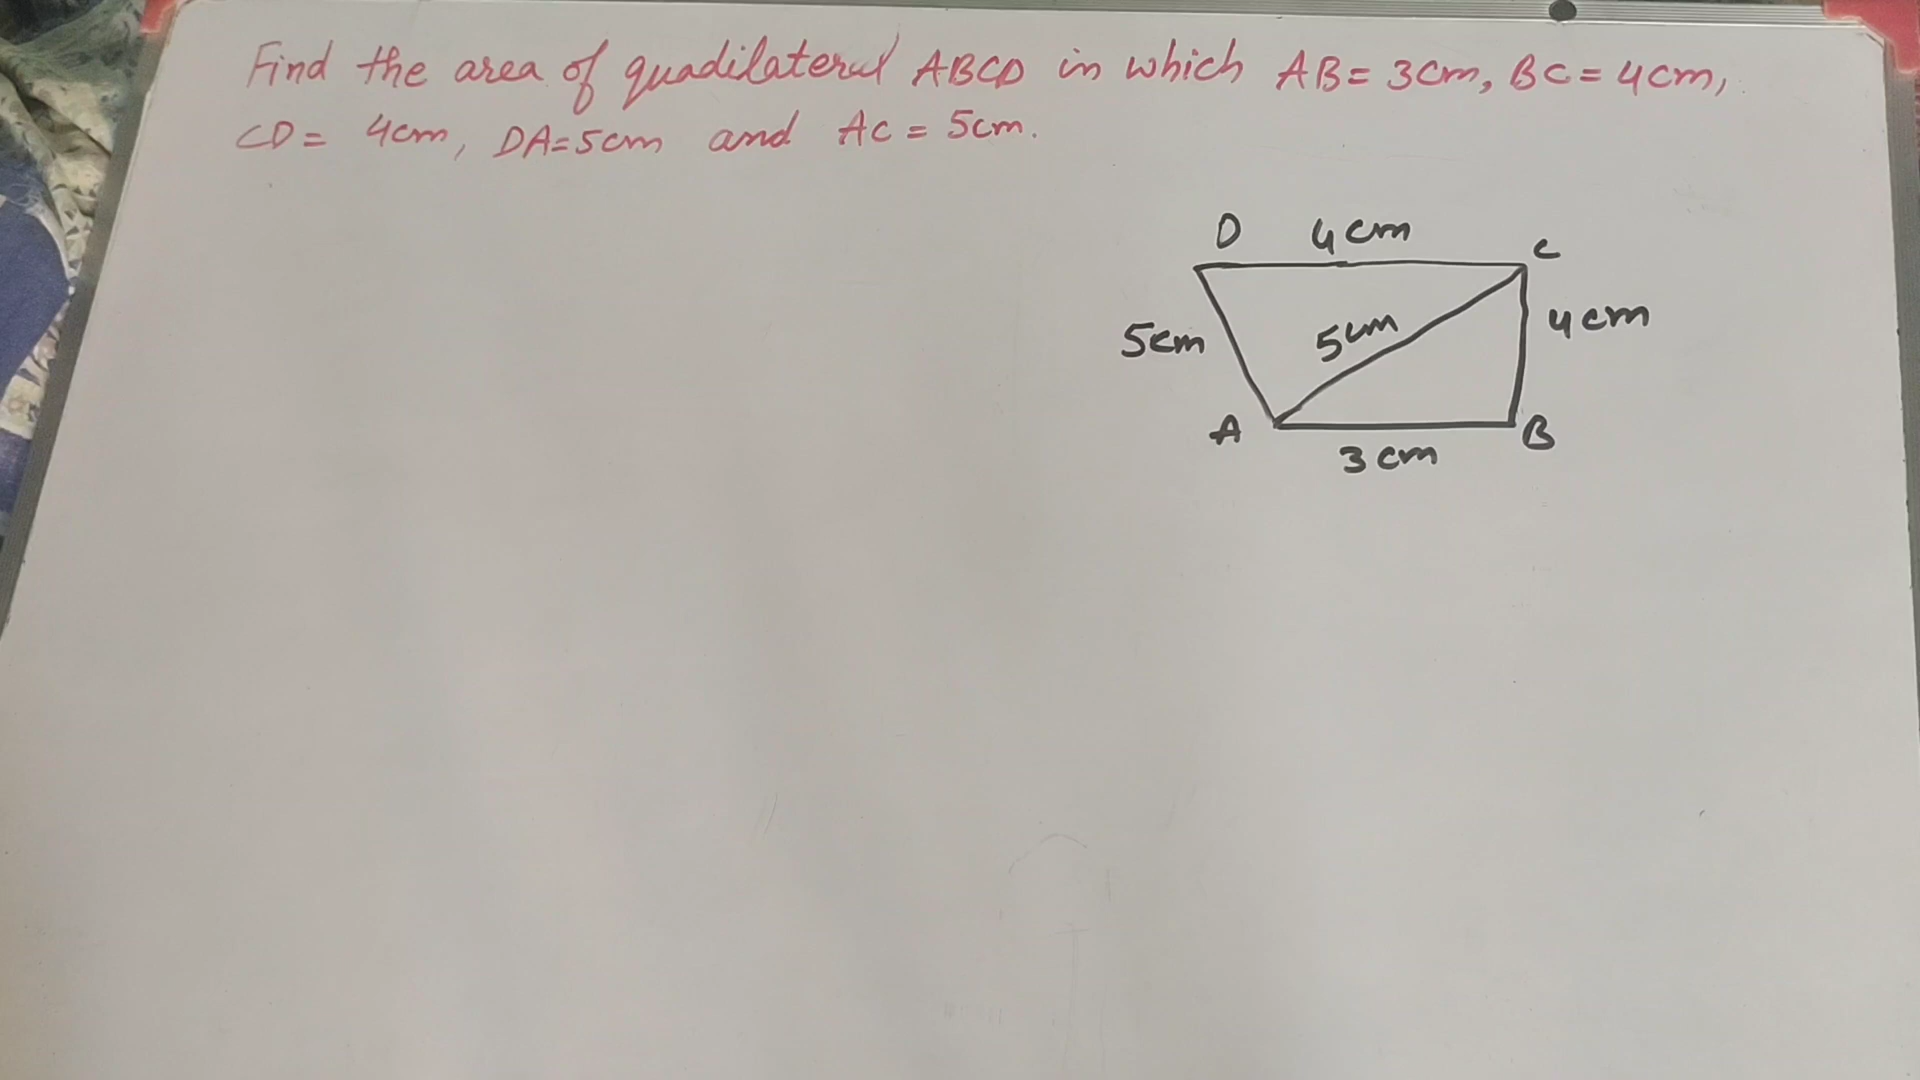 Find the area of quadilateral ABCD in which AB = 3cm, BC = 4cm,
CD = 4cm, DA = 5cm and AC = 5cm.
D 4cm C
5cm 5cm 4cm
A B
3cm